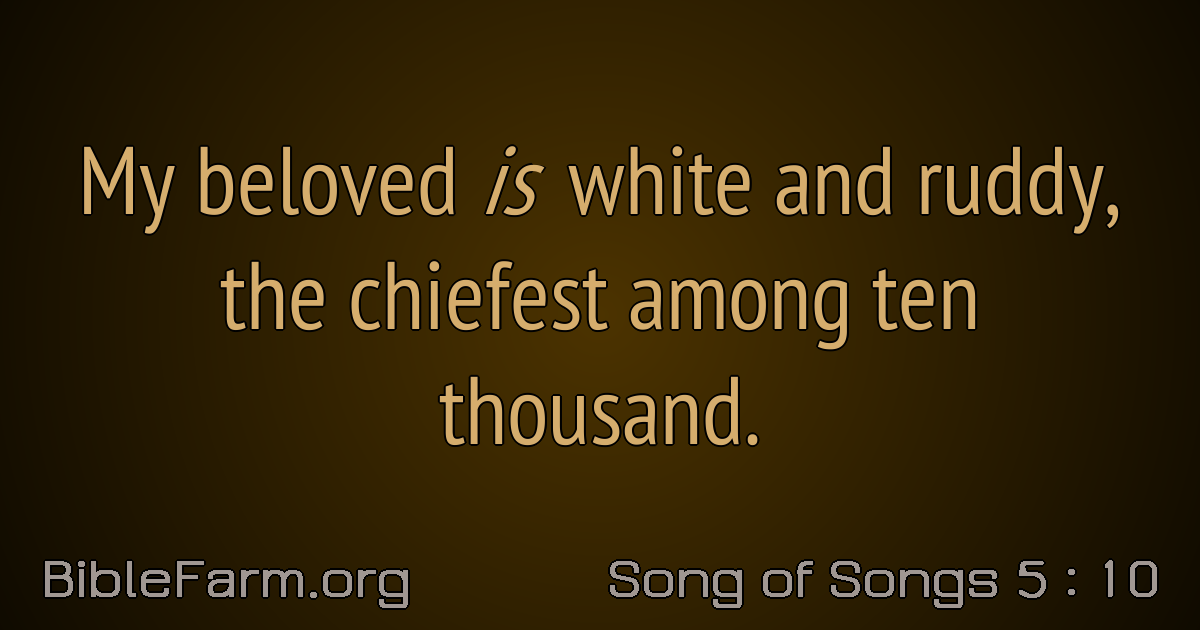 My beloved is white and ruddy,
the chiefest among ten
thousand.
BibleFarm.org
Song of Songs 5 : 10